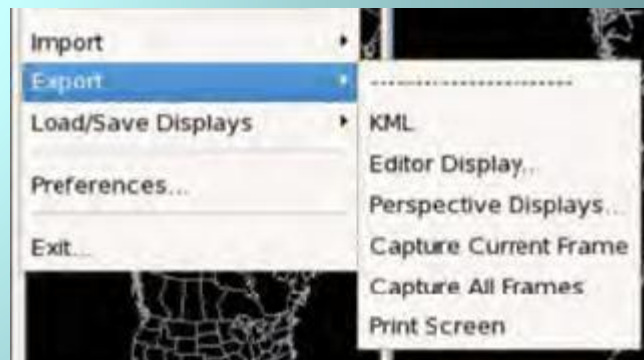 Import
Export
Load/Save Displays
Preferences...
Exit...
KML
Editor Display...
Perspective Displays...
Capture Current Frame
Capture All Frames
Print Screen